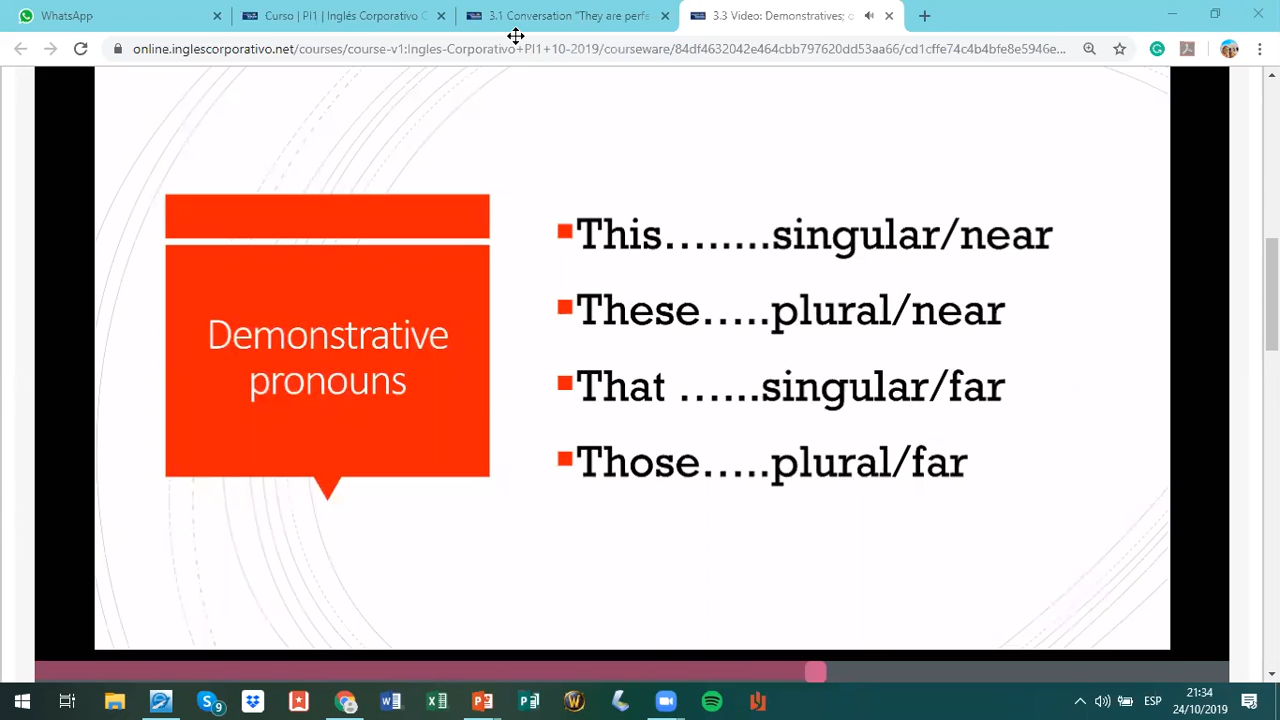 WhatsApp
Curso | PI1 | Inglés Corporativo C
3.1 Conversation "They are perfe
3.3 Video: Demonstratives; c
online.inglescorporativo.net/courses/course-v1:Ingles-Corporativo+PI1+10-2019/courseware/84df4632042e464cbb797620dd53aa66/cd1cffe74c4b4bfe8e5946e...
Demonstrative
pronouns
This........singular/near
These.....plural/near
That ......singular/far
Those.....plural/far
ESP
21:34
24/10/2019